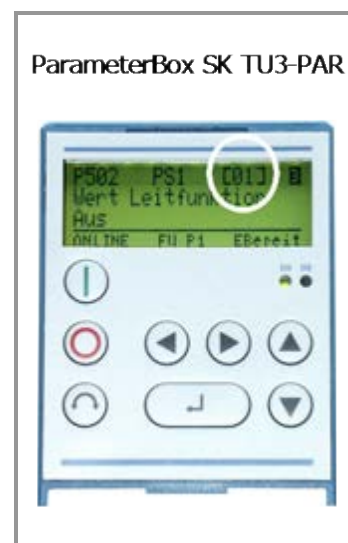 ParameterBox SK TU3-PAR
P502 PS1 [01]
Wert Leitfunktion
Aus
ONLINE FU P1 EBereit